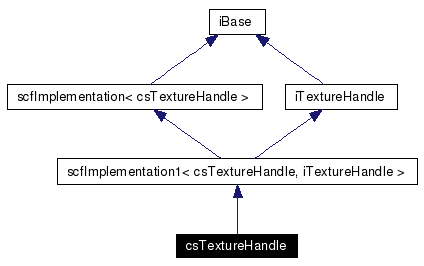 iBase
scfImplementation< csTextureHandle >
iTextureHandle
scfImplementation1< csTextureHandle, iTextureHandle >
csTextureHandle